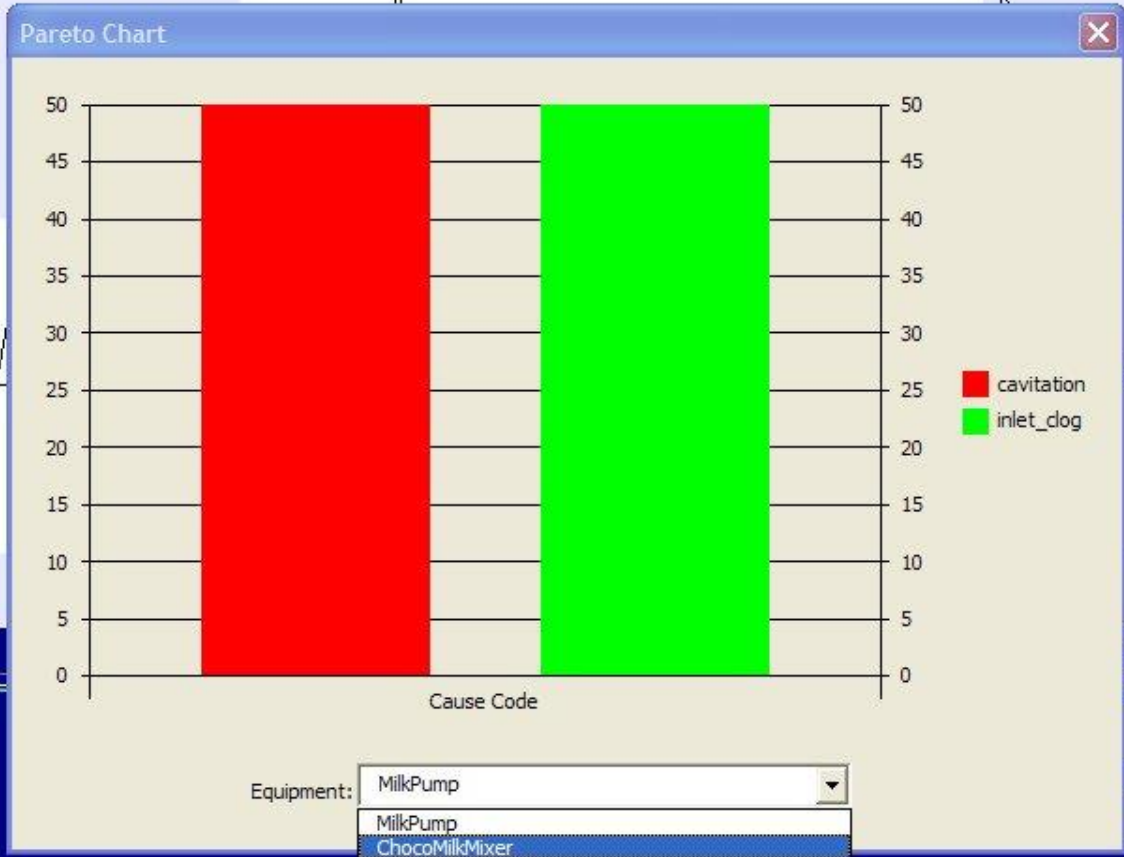 Pareto Chart
50 50
45 45
40 40
35 35
30 30
25 25
cavitation
inlet_clog
20 20
15 15
10 10
5 5
0 0
Cause Code
Equipment: MilkPump
MilkPump
ChocoMilkMixer